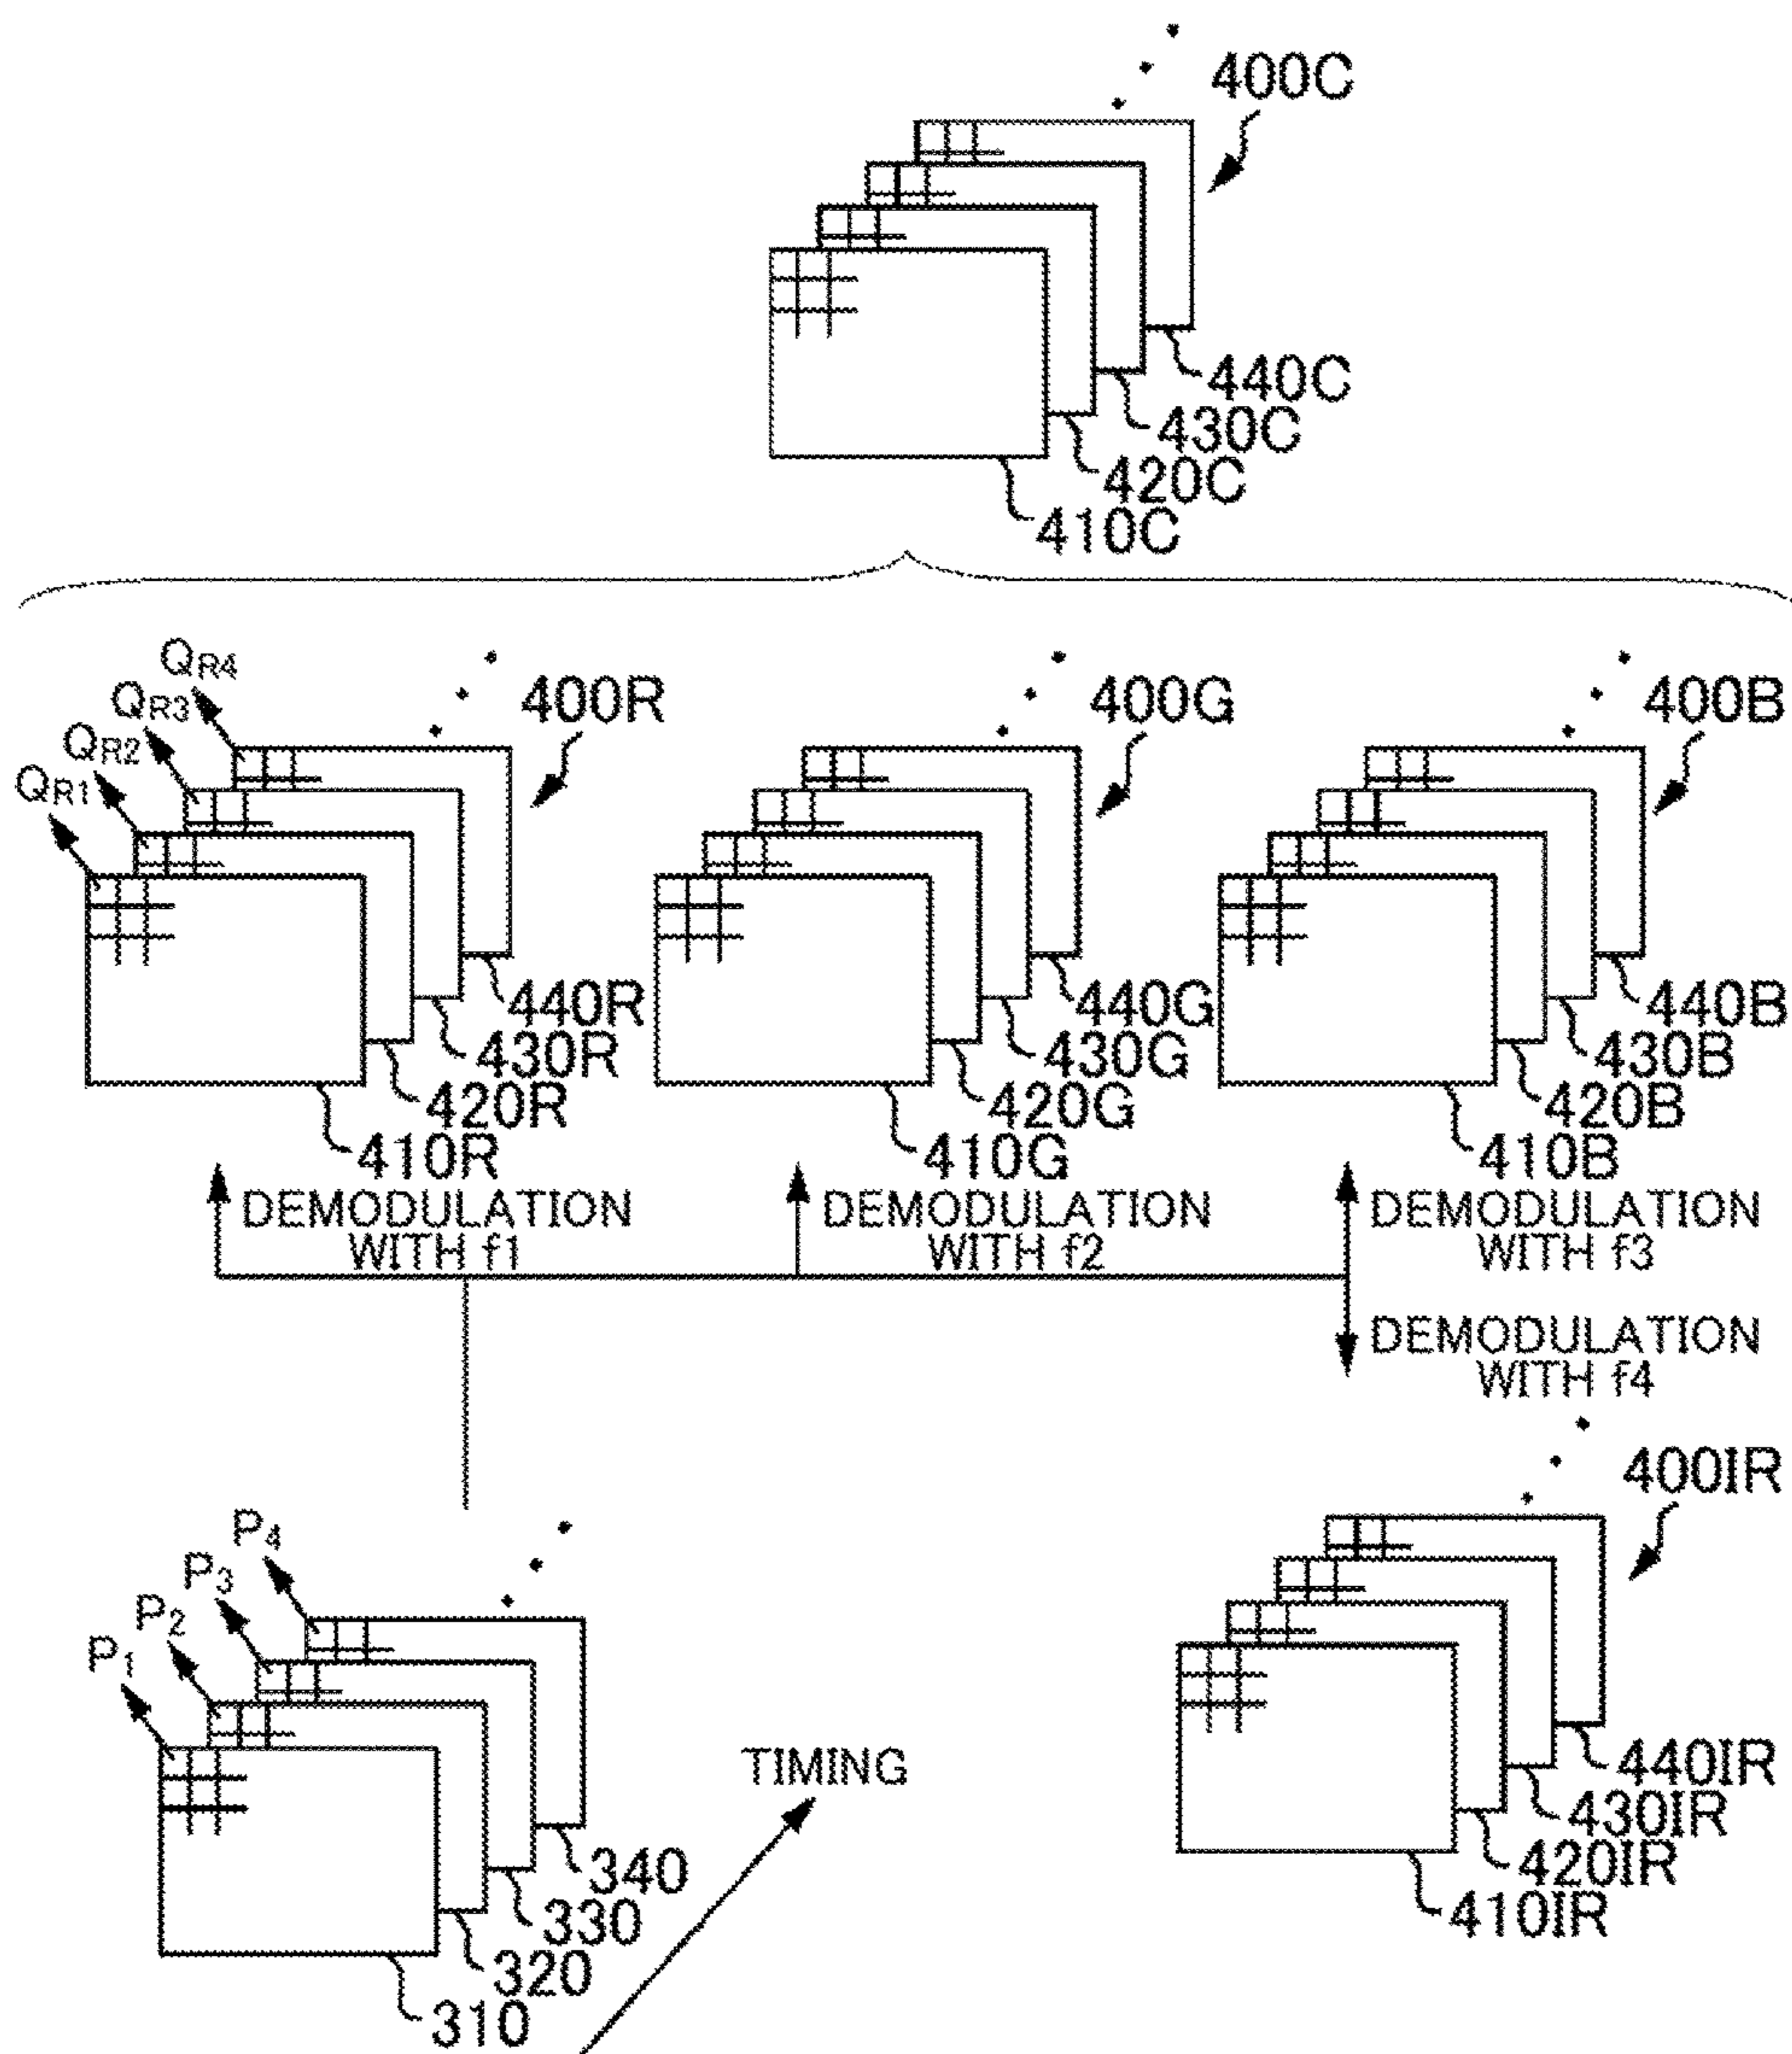 400C
440C
430C
420C
410C
QR4
QR3
QR2
QR1
400R
440R
430R
420R
410R
400G
440G
430G
420G
410G
400B
440B
430B
420B
410B
DEMODULATION
WITH f1
DEMODULATION
WITH f2
DEMODULATION
WITH f3
DEMODULATION
WITH f4
P4
P3
P2
P1
340
330
320
310
TIMING
400IR
440IR
430IR
420IR
410IR